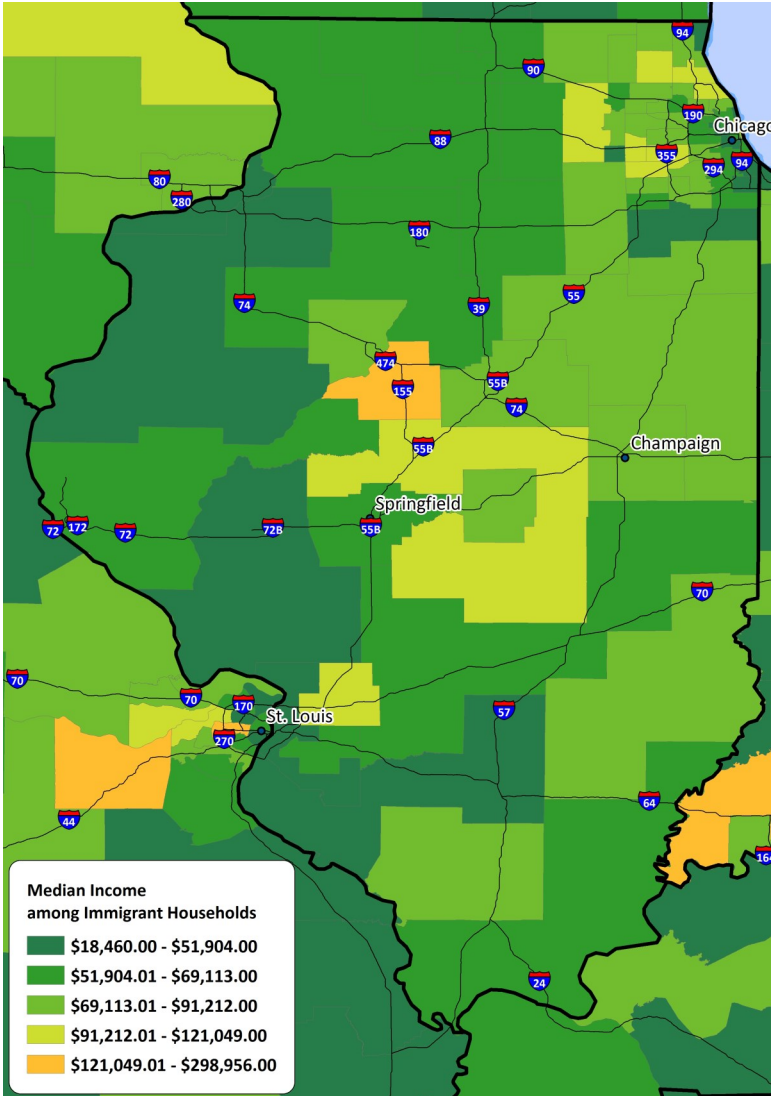 94
90
190
Chicago
88
355
294
94
80
280
180
74
39
55
474
55B
155
74
55B
Champaign
Springfield
72
172
72
72B
55B
70
70
70
170
57
St. Louis
270
64
44
164
24
Median Income
among Immigrant Households
$18,460.00 - $51,904.00
$51,904.01 - $69,113.00
$69,113.01 - $91,212.00
$91,212.01 - $121,049.00
$121,049.01 - $298,956.00